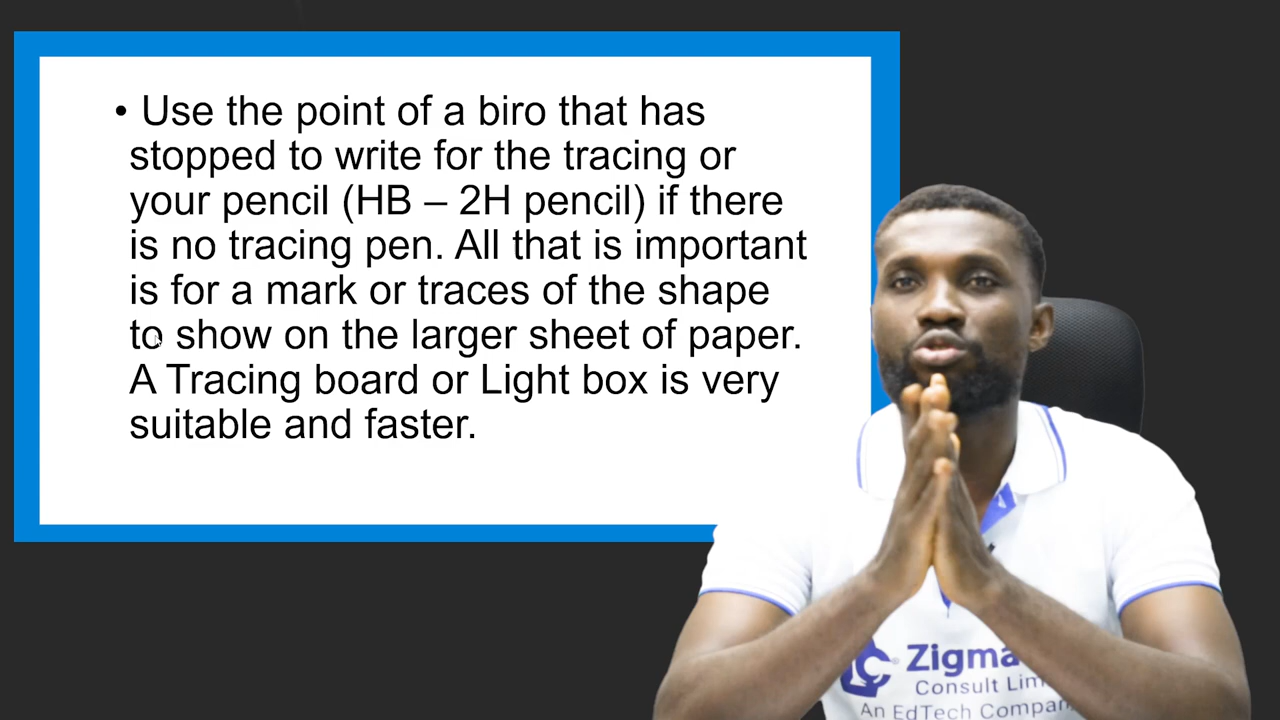 • Use the point of a biro that has
stopped to write for the tracing or
your pencil (HB – 2H pencil) if there
is no tracing pen. All that is important
is for a mark or traces of the shape
to show on the larger sheet of paper.
A Tracing board or Light box is very
suitable and faster.
Zigma
Consult Lim
An EdTech Compan